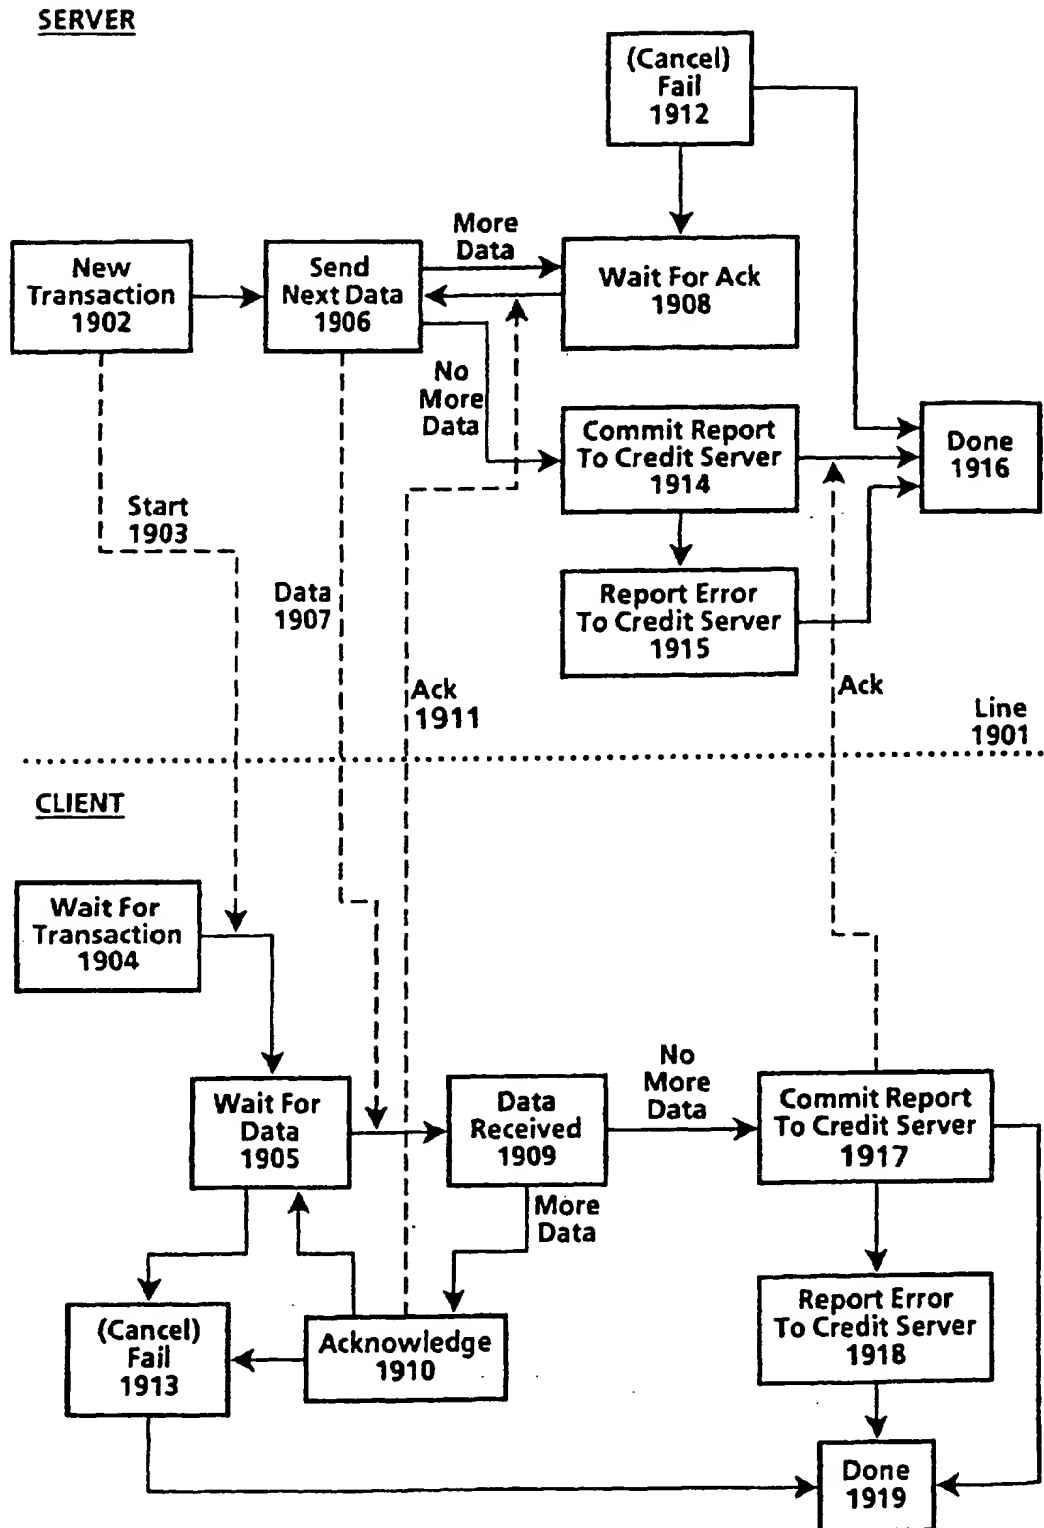 SERVER
(Cancel)
Fail
1912
New
Transaction
1902
Send
Next Data
1906
More
Data
Wait For Ack
1908
No
More
Data
Commit Report
To Credit Server
1914
Done
1916
Start
1903
Data
1907
Report Error
To Credit Server
1915
Ack
1911
Ack
Line
1901
CLIENT
Wait For
Transaction
1904
Wait For
Data
1905
Data
Received
1909
No
More
Data
Commit Report
To Credit Server
1917
More
Data
(Cancel)
Fail
1913
Acknowledge
1910
Report Error
To Credit Server
1918
Done
1919